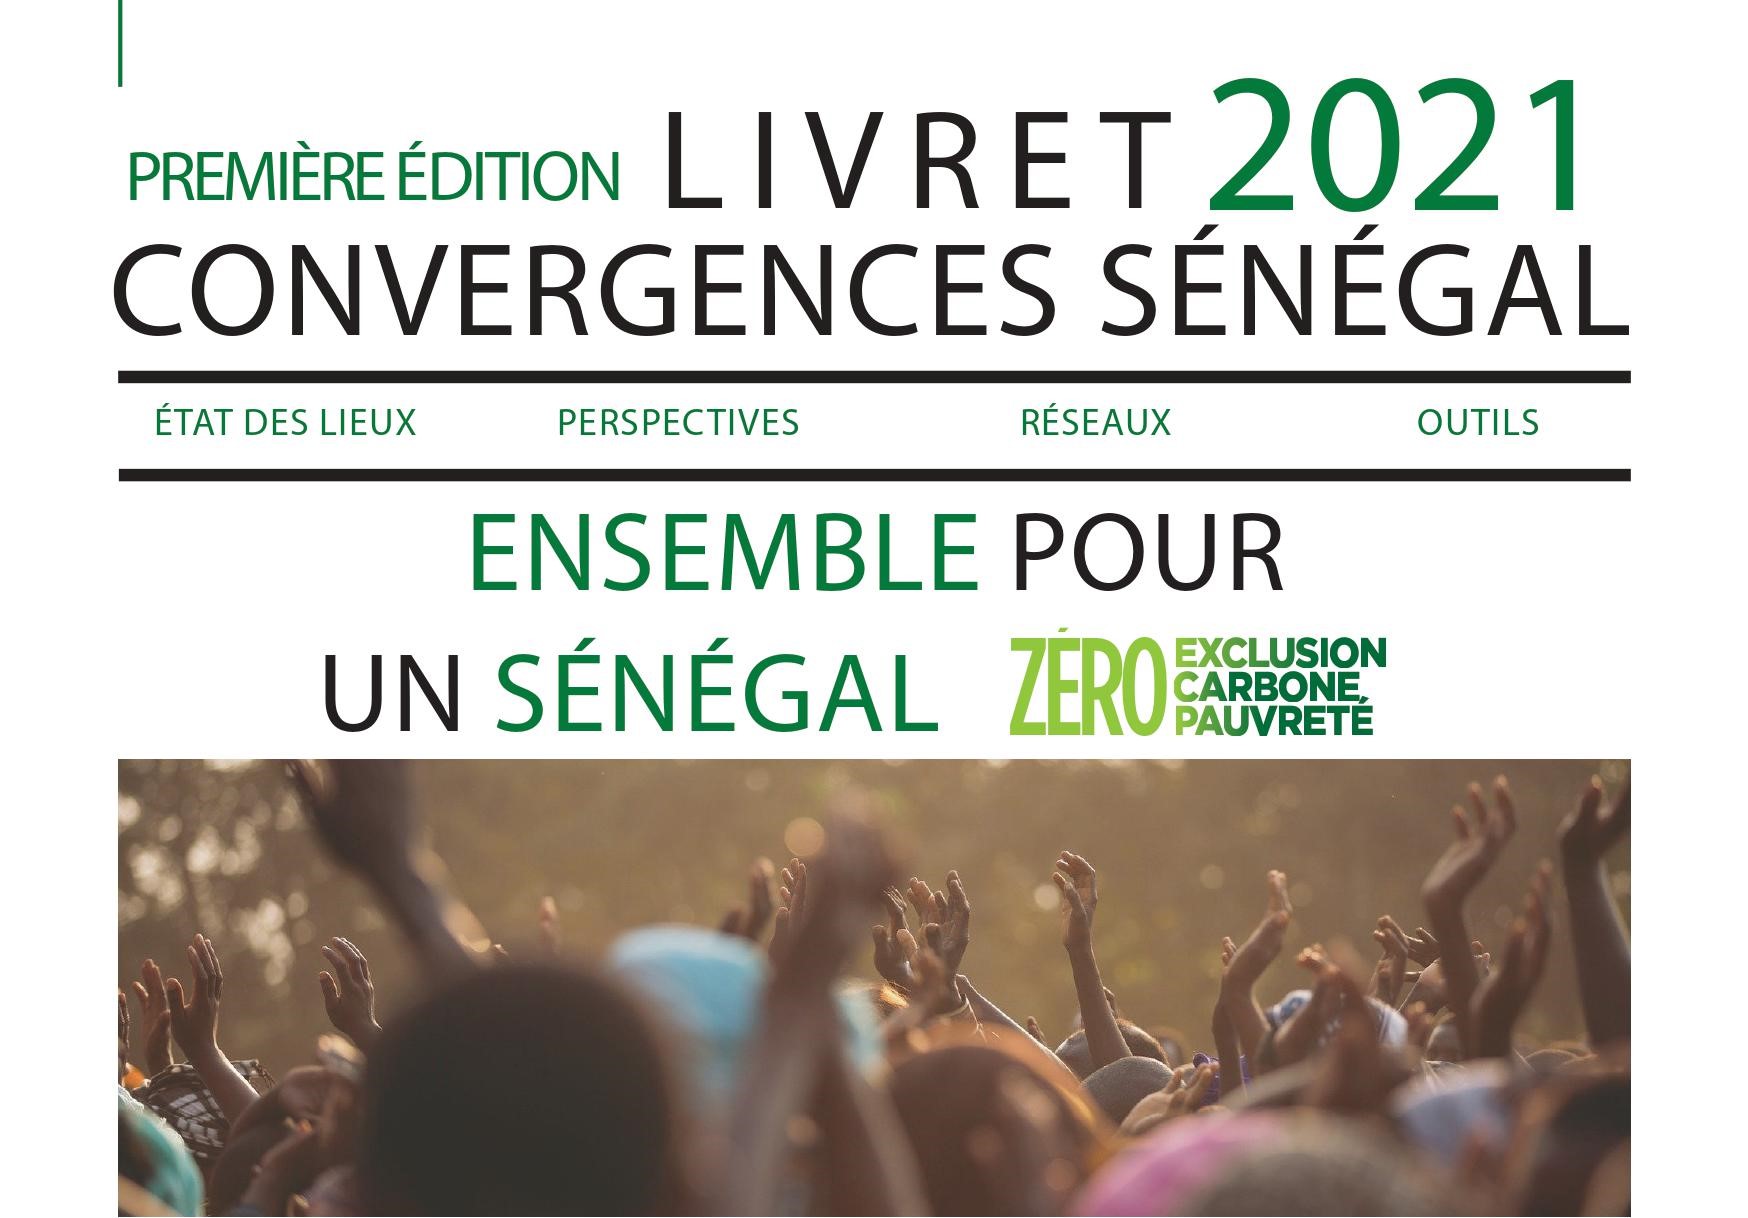 PREMIÈRE ÉDITION LIVRET 2021
CONVERGENCES SÉNÉGAL
ÉTAT DES LIEUX PERSPECTIVES RÉSEAUX OUTILS
ENSEMBLE POUR
UN SÉNÉGAL ZÉRO EXCLUSION
CARBONE
PAUVRETÉ